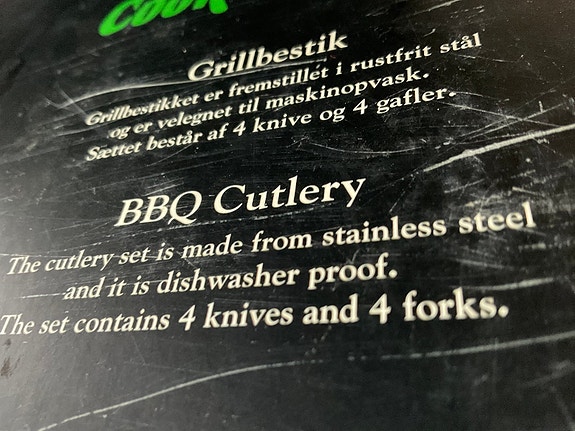 Grillbestik
Grillbestikket er fremstillet i rustfrit stål
og er velegnet til maskinopvask.
Sættet består af 4 knive og 4 gafler.
BBQ Cutlery
The cutlery set is made from stainless steel
and it is dishwasher proof.
The set contains 4 knives and 4 forks.